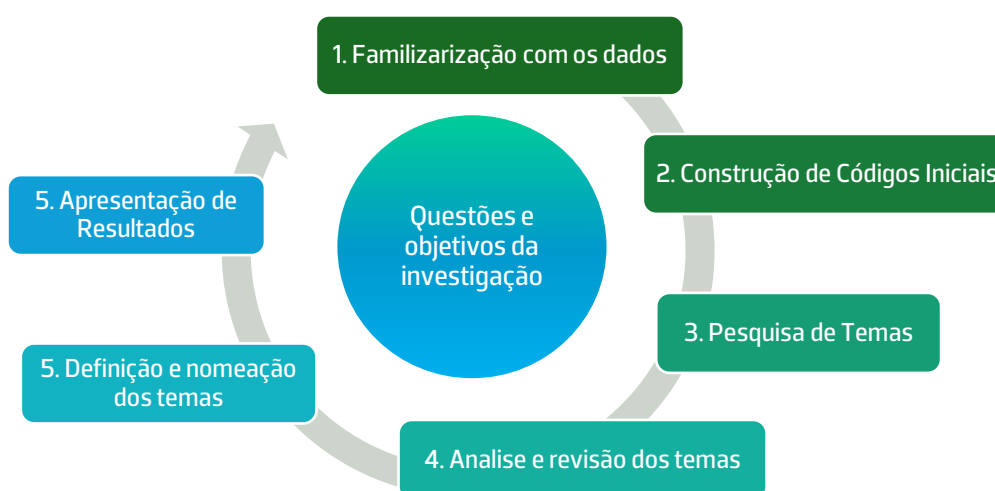 1. Familizarização com os dados
2. Construção de Códigos Iniciais
3. Pesquisa de Temas
4. Analise e revisão dos temas
5. Definição e nomeação
dos temas
5. Apresentação de
Resultados
Questões e
objetivos da
investigação